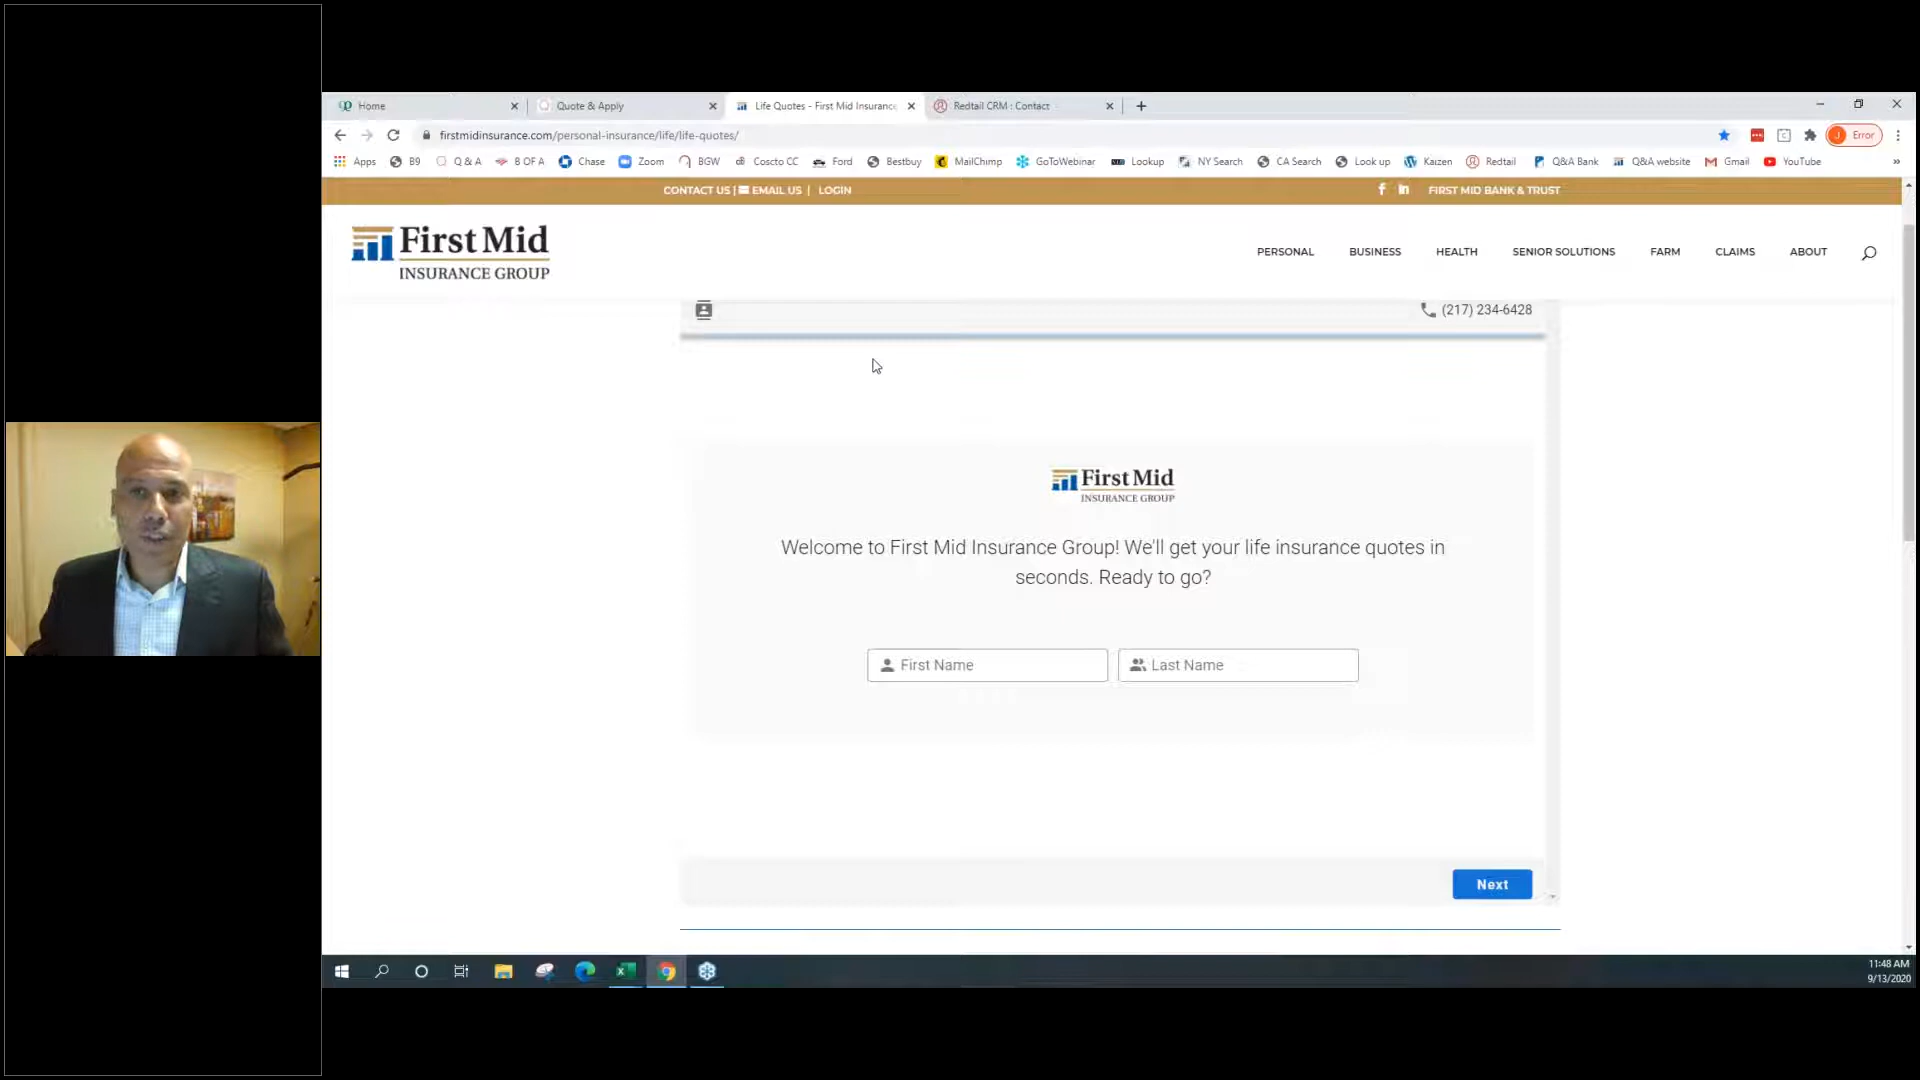 Home
Quote & Apply
Life Quotes - First Mid Insurance
Redtail CRM : Contact
firstmidinsurance.com/personal-insurance/life/life-quotes/
Error
Apps
B9
Q & A
B OF A
Chase
Zoom
BGW
Coscto CC
Ford
Bestbuy
MailChimp
GoToWebinar
Lookup
NY Search
CA Search
Look up
Kaizen
Redtail
Q&A Bank
Q&A website
Gmail
YouTube
CONTACT US | EMAIL US | LOGIN
FIRST MID BANK & TRUST
First Mid
INSURANCE GROUP
PERSONAL
BUSINESS
HEALTH
SENIOR SOLUTIONS
FARM
CLAIMS
ABOUT
(217) 234-6428
First Mid
INSURANCE GROUP
Welcome to First Mid Insurance Group! We'll get your life insurance quotes in
seconds. Ready to go?
First Name
Last Name
Next
11:48 AM
9/13/2020